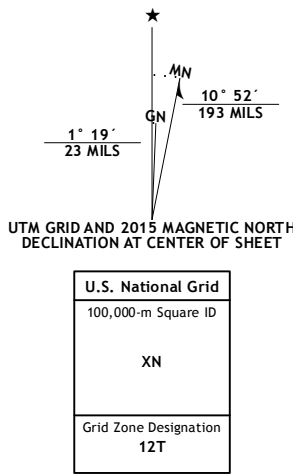 ★
MN
GN
10° 52´
193 MILS
1° 19´
23 MILS
UTM GRID AND 2015 MAGNETIC NORTH
DECLINATION AT CENTER OF SHEET
U.S. National Grid
100,000-m Square ID
XN
Grid Zone Designation
12T